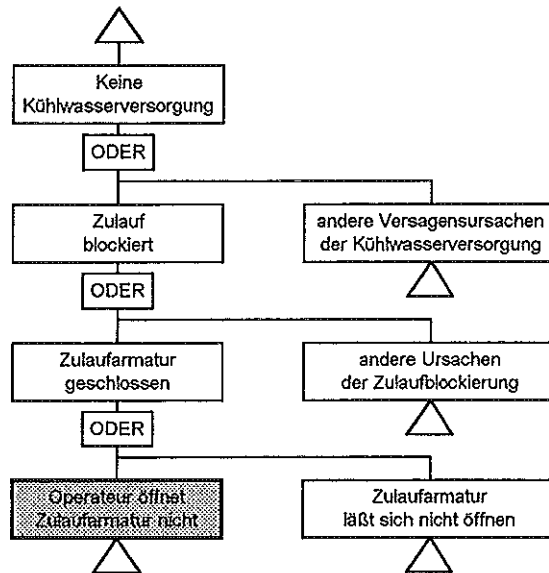 Keine
Kühlwasserversorgung
ODER
Zulauf
blockiert
andere Versagensursachen
der Kühlwasserversorgung
ODER
Zulaufarmatur
geschlossen
andere Ursachen
der Zulaufblockierung
ODER
Operateur öffnet
Zulaufarmatur nicht
Zulaufarmatur
läßt sich nicht öffnen